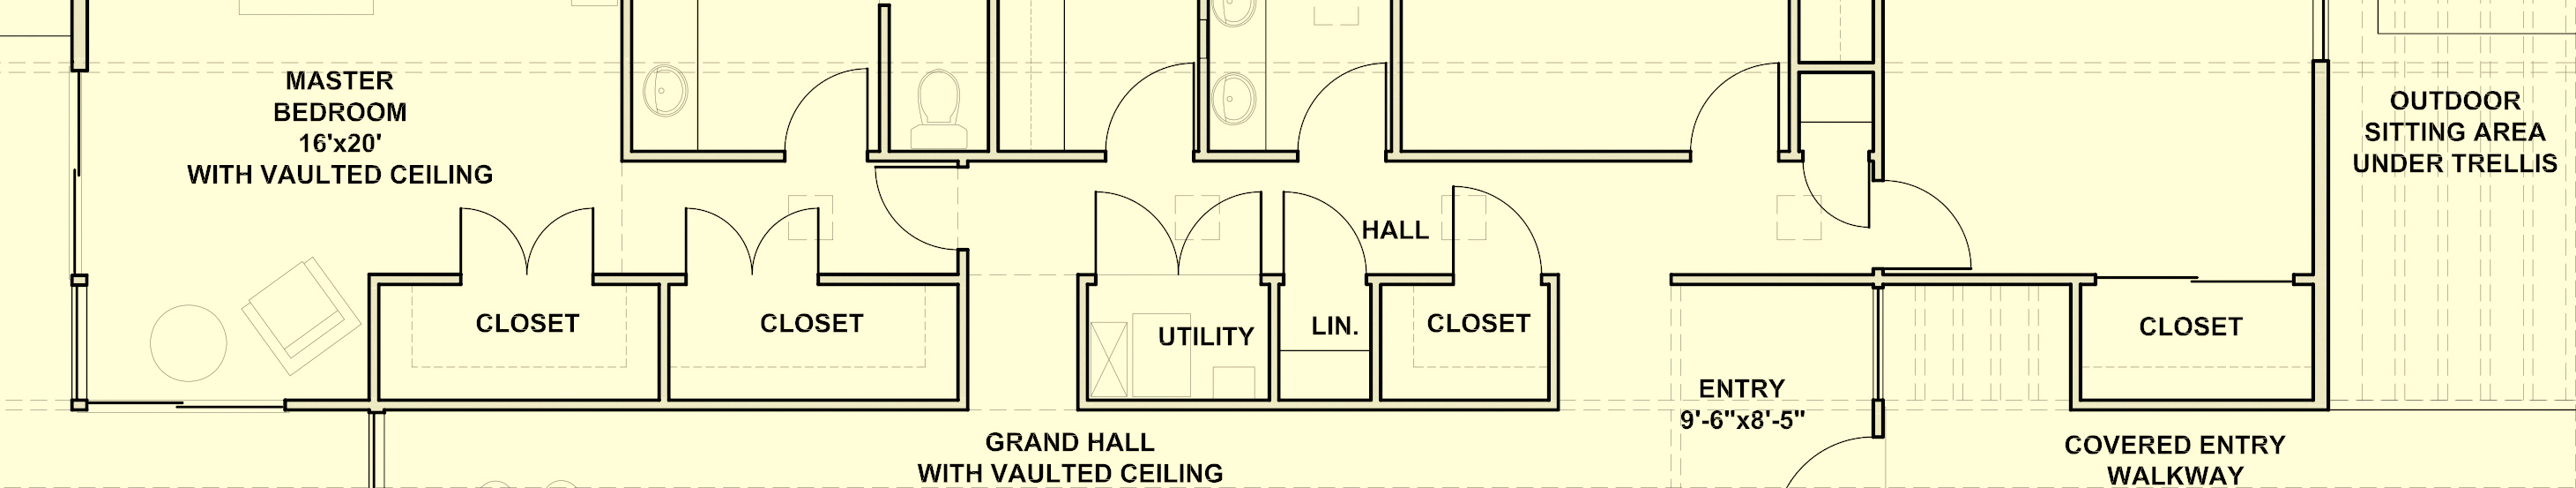 MASTER
BEDROOM
16'x20'
WITH VAULTED CEILING
OUTDOOR
SITTING AREA
UNDER TRELLIS
HALL
CLOSET
CLOSET
UTILITY
LIN.
CLOSET
CLOSET
ENTRY
9'-6"x8'-5"
GRAND HALL
WITH VAULTED CEILING
COVERED ENTRY
WALKWAY